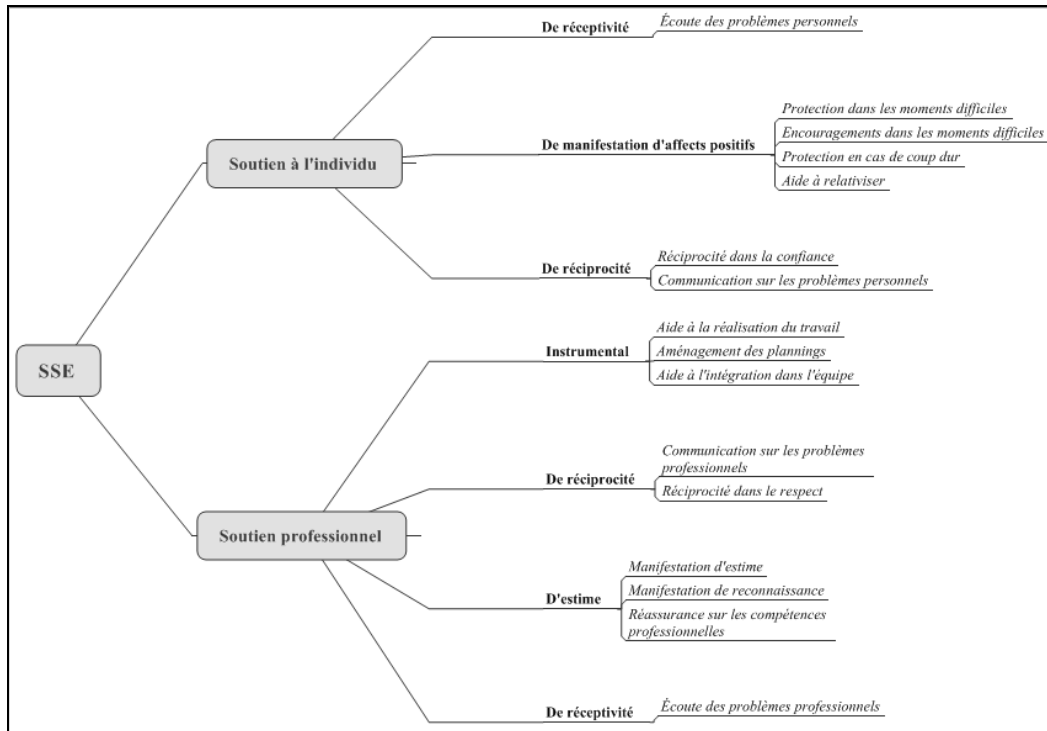 SSE
Soutien à l'individu
De réceptivité
Écoute des problèmes personnels
De manifestation d'affects positifs
Protection dans les moments difficiles
Encouragements dans les moments difficiles
Protection en cas de coup dur
Aide à relativiser
De réciprocité
Réciprocité dans la confiance
Communication sur les problèmes personnels
Soutien professionnel
Instrumental
Aide à la réalisation du travail
Aménagement des plannings
Aide à l'intégration dans l'équipe
De réciprocité
Communication sur les problèmes
professionnels
Réciprocité dans le respect
D'estime
Manifestation d'estime
Manifestation de reconnaissance
Réassurance sur les compétences
professionnelles
De réceptivité
Écoute des problèmes professionnels